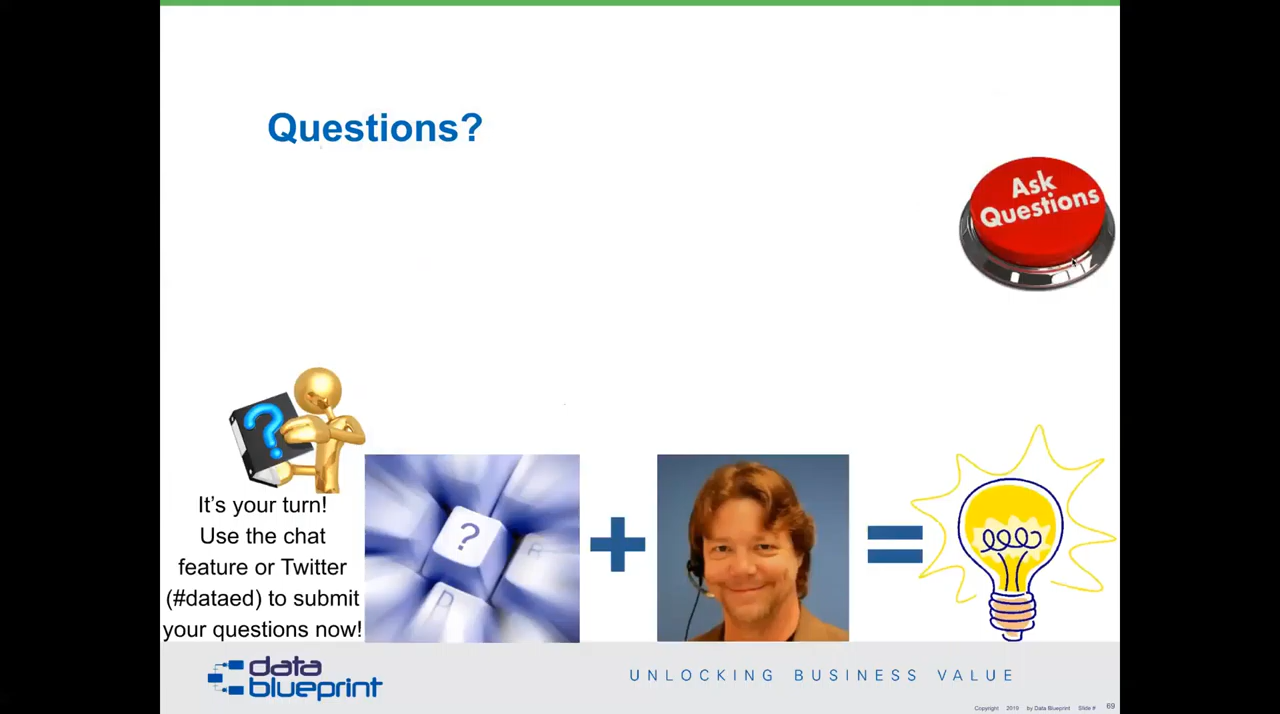 Questions?
Ask
Questions
?
?
R
R
It's your turn!
Use the chat
feature or Twitter
(#dataed) to submit
your questions now!
data
blueprint
UNLOCKING BUSINESS VALUE
Copyright 2019 by Data Blueprint Slide # 69